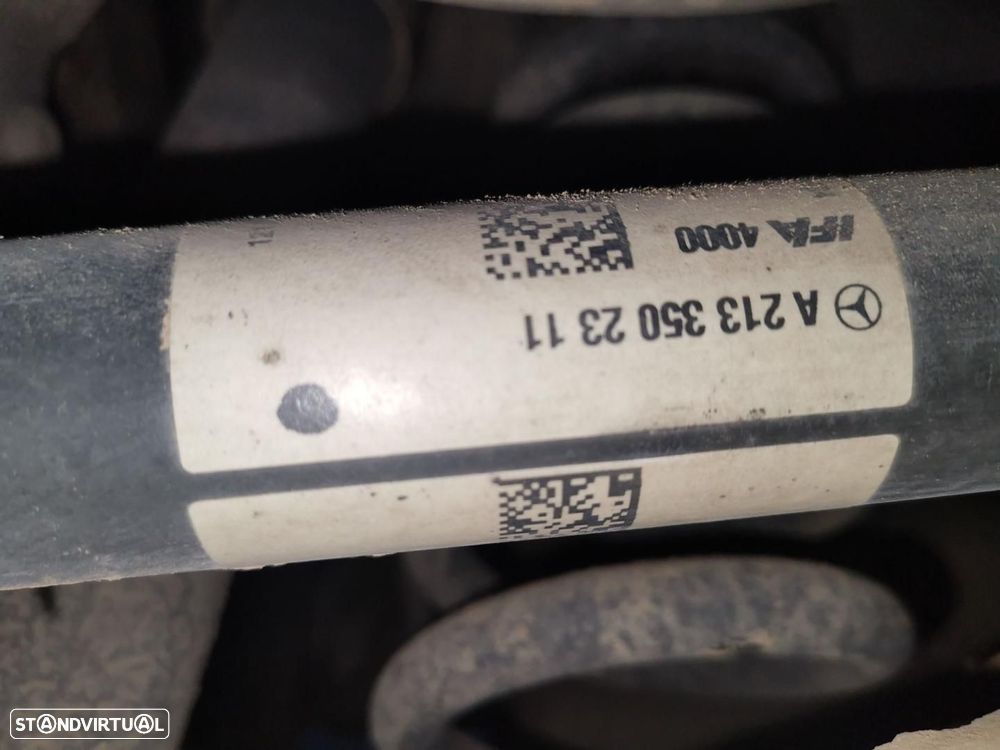 IFA 4000
A 213 350 23 11
STANDVIRTUAL